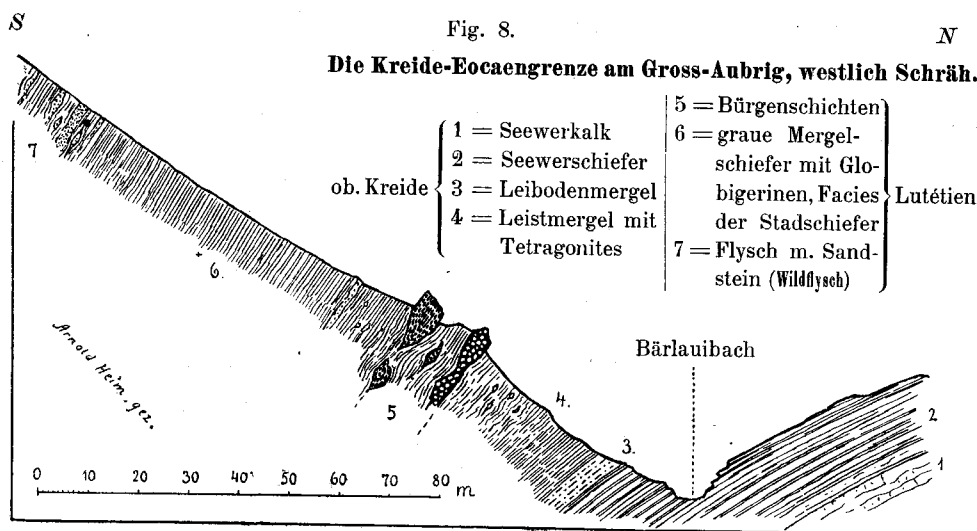 S
Fig. 8.
N
Die Kreide-Eocaengrenze am Gross-Aubrig, westlich Schräh.
ob. Kreide
1 = Seewerkalk
2 = Seewerschiefer
3 = Leibodenmergel
4 = Leistmergel mit
Tetragonites
5 = Bürgenschichten
6 = graue Mergel-
schiefer mit Glo-
bigerinen, Facies
der Stadschiefer
7 = Flysch m. Sand-
stein (Wildflysch)
Lutétien
7
6.
5
4.
3.
2
1
Bärlauibach
Arnold Heim. gez.
0 10 20 30 40 50 60 70 80 m